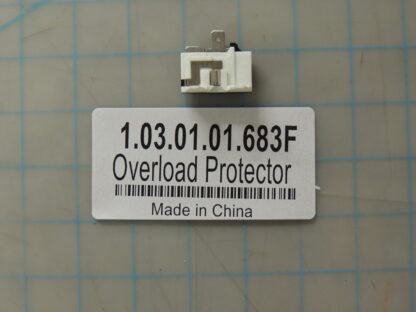 1.03.01.01.683F
Overload Protector
Made in China